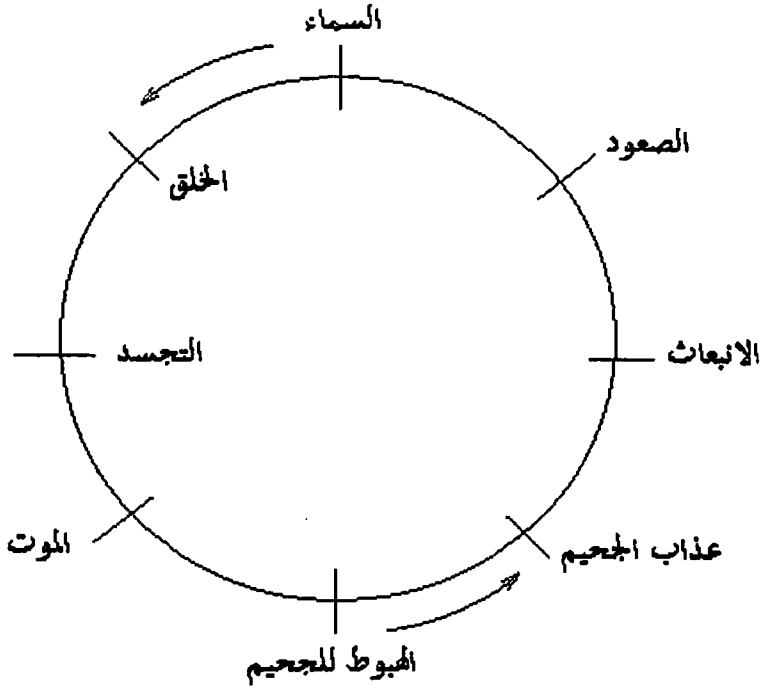 السماء
الصعود
الخلق
الانبعاث
التجسد
عذاب الجحيم
الموت
الهبوط للجحيم